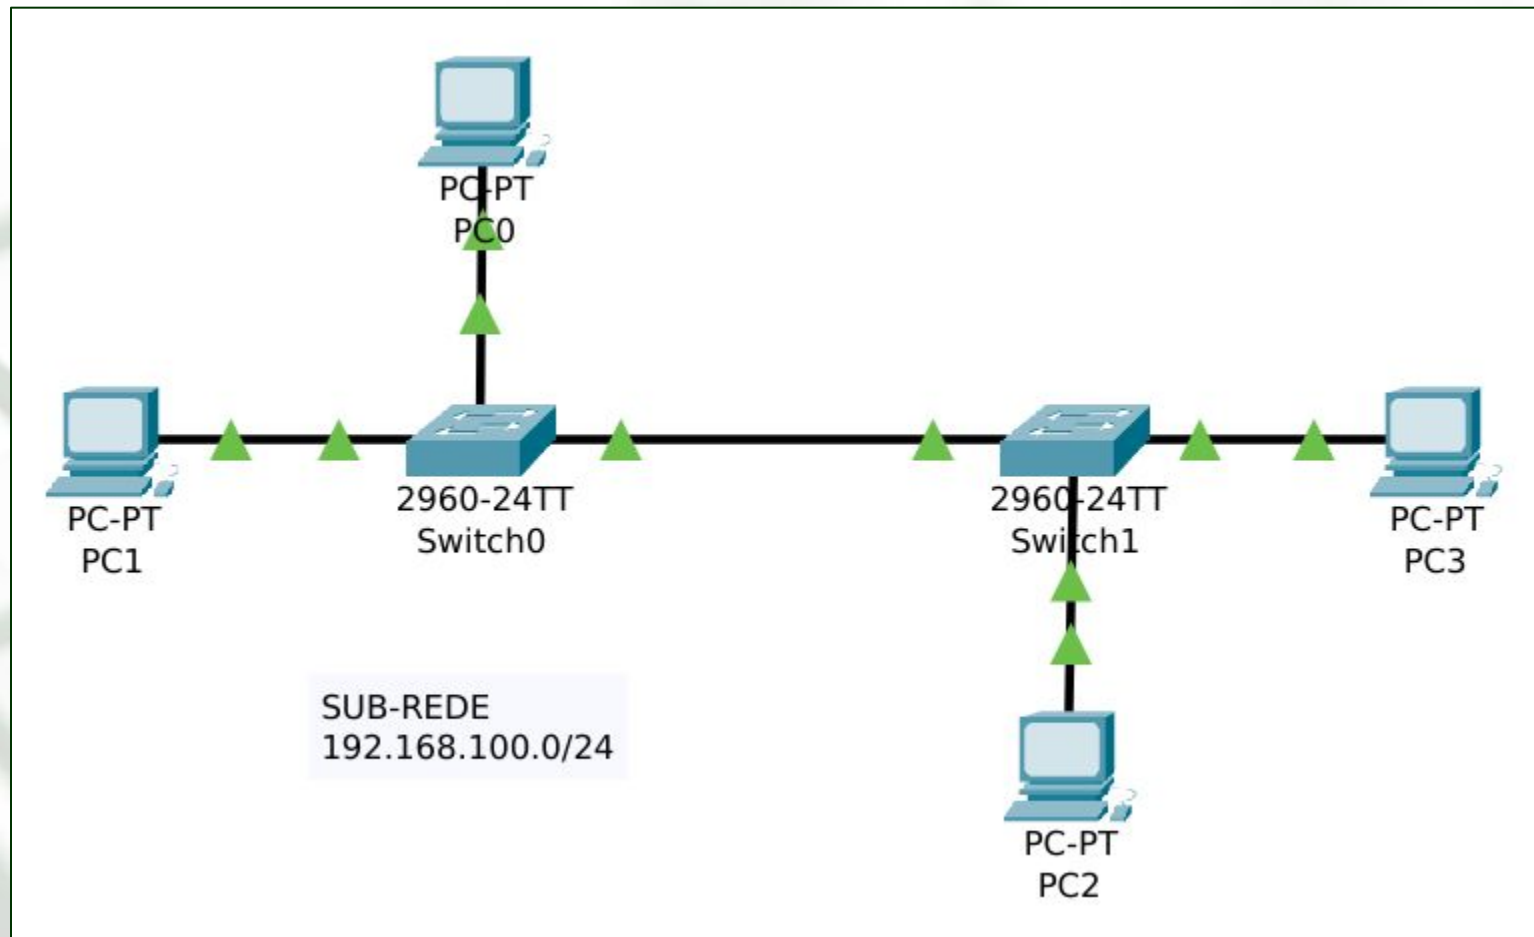 PC-PT
PC0
PC-PT
PC1
2960-24TT
Switch0
2960-24TT
Switch1
PC-PT
PC3
SUB-REDE
192.168.100.0/24
PC-PT
PC2